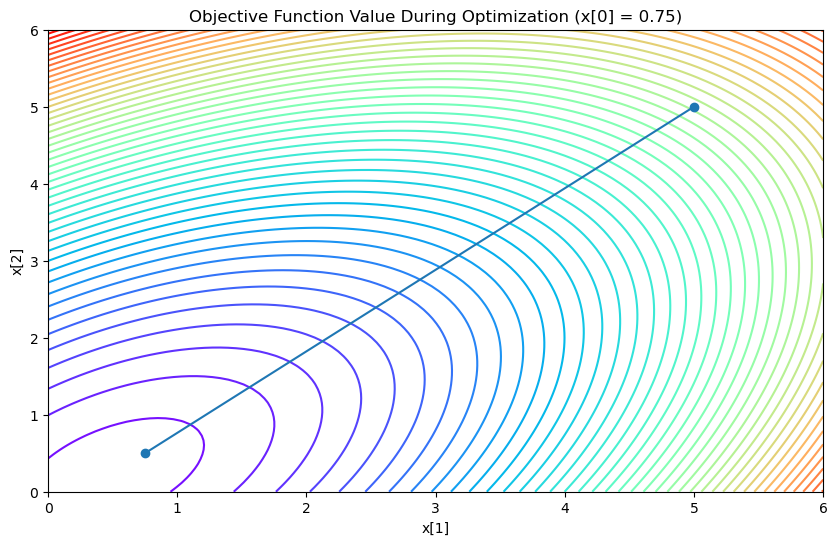 Objective Function Value During Optimization (x[0] = 0.75)
6
5
4
3
2
1
0
x[2]
0 1 2 3 4 5 6
x[1]